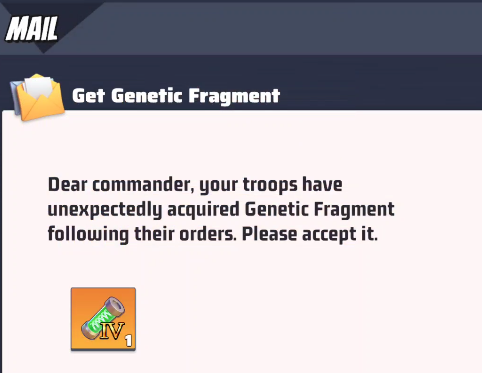 MAIL
Get Genetic Fragment
Dear commander, your troops have
unexpectedly acquired Genetic Fragment
following their orders. Please accept it.
IV
1